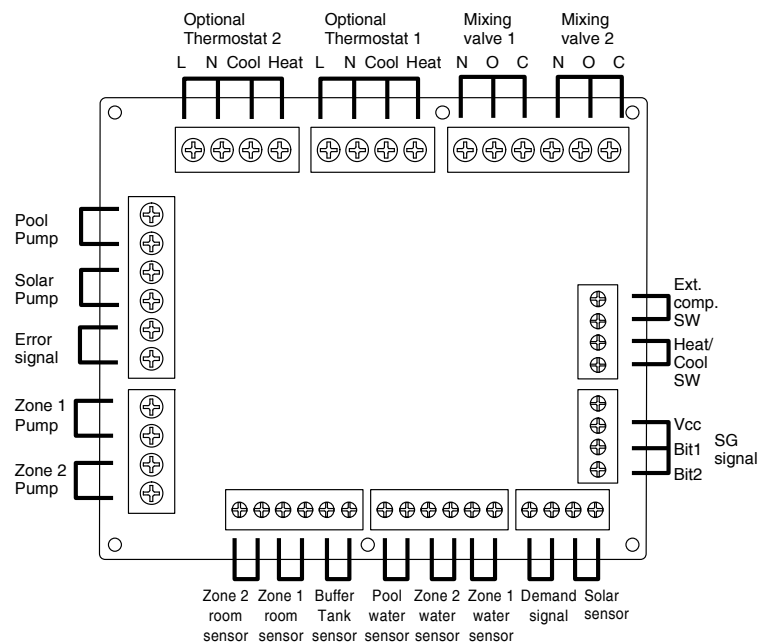 Optional Thermostat 2
Optional Thermostat 1
Mixing valve 1
Mixing valve 2
L N Cool Heat
L N Cool Heat
N O C
N O C
Pool
Pump
Solar
Pump
Error
signal
Zone 1
Pump
Zone 2
Pump
Ext.
comp.
SW
Heat/
Cool
SW
Vcc
Bit1
Bit2
SG
signal
Zone 2
room
sensor
Zone 1
room
sensor
Buffer
Tank
sensor
Pool
water
sensor
Zone 2
water
sensor
Zone 1
water
sensor
Demand
signal
Solar
sensor